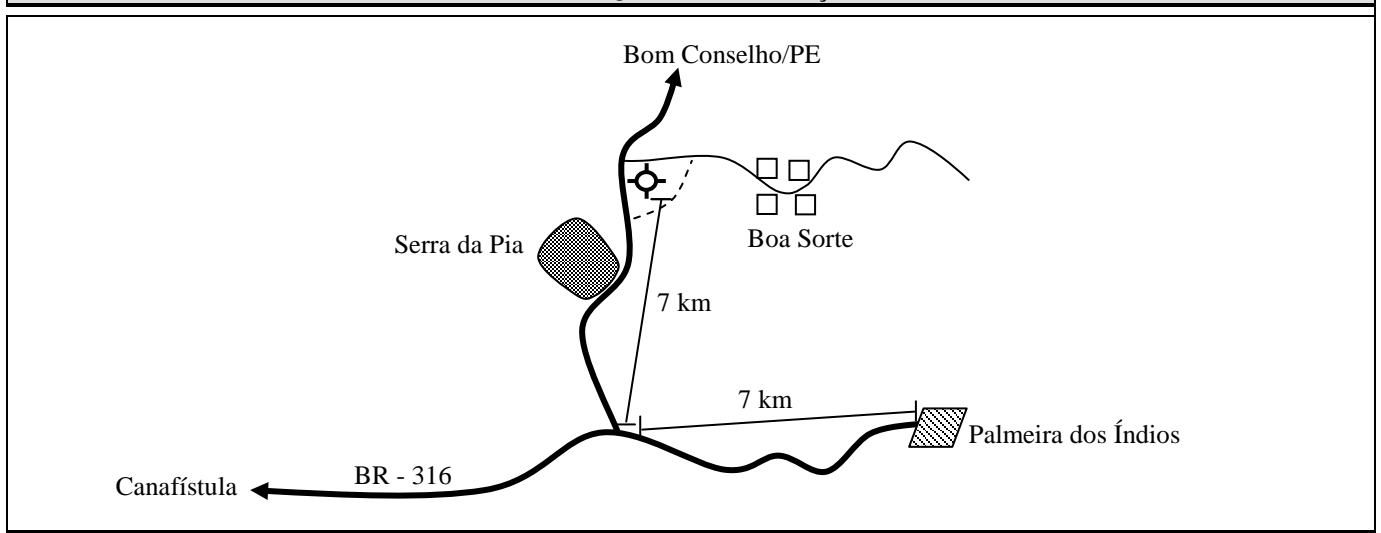 Bom Conselho/PE
Serra da Pia
Boa Sorte
7 km
7 km
Palmeira dos Índios
BR - 316
Canafístula